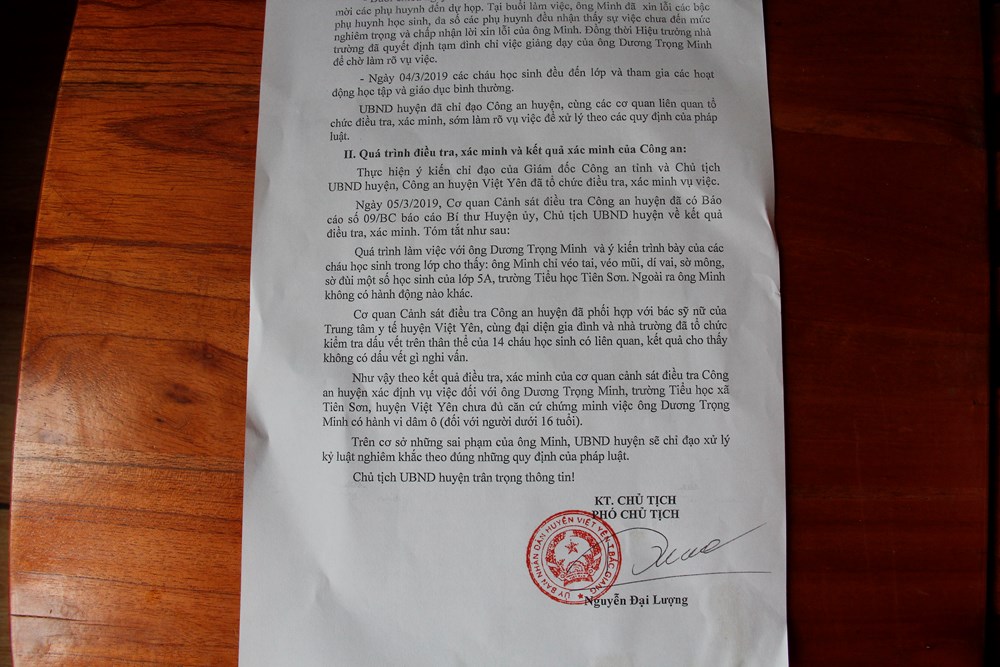 mời các phụ huynh đến dự họp. Tại buổi làm việc, ông Minh đã xin lỗi các bậc
phụ huynh học sinh, đa số các phụ huynh đều nhận thấy sự việc chưa đến mức
nghiêm trọng và chấp nhận lời xin lỗi của ông Minh. Đồng thời Hiệu trưởng nhà
trường đã quyết định tạm đình chỉ việc giảng dạy của ông Dương Trọng Minh
để chờ làm rõ vụ việc.
- Ngày 04/3/2019 các cháu học sinh đều đến lớp và tham gia các hoạt
động học tập và giáo dục bình thường.
UBND huyện đã chỉ đạo Công an huyện, cùng các cơ quan liên quan tổ
chức điều tra, xác minh, sớm làm rõ vụ việc để xử lý theo các quy định của pháp
luật.
II. Quá trình điều tra, xác minh và kết quả xác minh của Công an:
Thực hiện ý kiến chỉ đạo của Giám đốc Công an tỉnh và Chủ tịch
UBND huyện, Công an huyện Việt Yên đã tổ chức điều tra, xác minh vụ việc.
Ngày 05/3/2019, Cơ quan Cảnh sát điều tra Công an huyện đã có Báo
cáo số 09/BC báo cáo Bí thư Huyện ủy, Chủ tịch UBND huyện về kết quả
điều tra, xác minh. Tóm tắt như sau:
Quá trình làm việc với ông Dương Trọng Minh và ý kiến trình bày của các
cháu học sinh trong lớp cho thấy: ông Minh chỉ véo tai, véo mũi, dí vai, sờ mông,
sờ đùi một số học sinh của lớp 5A, trường Tiểu học Tiên Sơn. Ngoài ra ông Minh
không có hành động nào khác.
Cơ quan Cảnh sát điều tra Công an huyện đã phối hợp với bác sỹ nữ của
Trung tâm y tế huyện Việt Yên, cùng đại diện gia đình và nhà trường đã tổ chức
kiểm tra dấu vết trên thân thể của 14 cháu học sinh có liên quan, kết quả cho thấy
không có dấu vết gì nghi vấn.
Như vậy theo kết quả điều tra, xác minh của cơ quan cảnh sát điều tra Công
an huyện xác định vụ việc đối với ông Dương Trọng Minh, trường Tiểu học xã
Tiên Sơn, huyện Việt Yên chưa đủ căn cứ chứng minh việc ông Dương Trọng
Minh có hành vi dâm ô (đối với người dưới 16 tuổi).
Trên cơ sở những sai phạm của ông Minh, UBND huyện sẽ chỉ đạo xử lý
kỷ luật nghiêm khắc theo đúng những quy định của pháp luật.
Chủ tịch UBND huyện trân trọng thông tin!
KT. CHỦ TỊCH
PHÓ CHỦ TỊCH
ỦY BAN NHÂN DÂN HUYỆN VIỆT YÊN T.BẮC GIANG
Nguyễn Đại Lượng